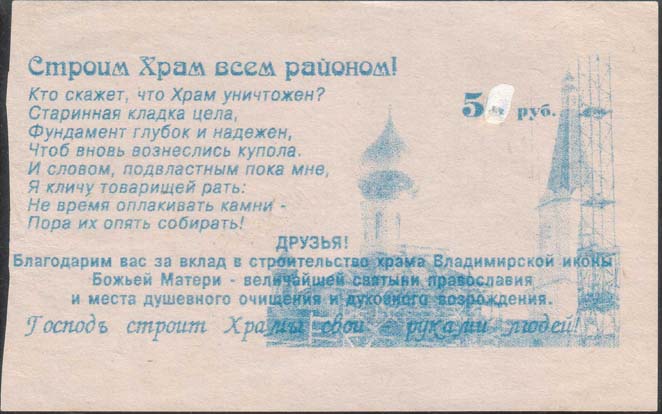 Строим Храм всем районом!
Кто скажет, что Храм уничтожен?
Старинная кладка цела,
Фундамент глубок и надежен,
Чтоб вновь вознеслись купола.
И словом, подвластным пока мне,
Я кличу товарищей рать:
Не время оплакивать камни -
Пора их опять собирать!
5 руб.
ДРУЗЬЯ!
Благодарим вас за вклад в строительство храма Владимирской иконы
Божьей Матери - величайшей святыни православия
и места душевного очищения и духовного возрождения.
Господь строит Храмы свои - руками людей!